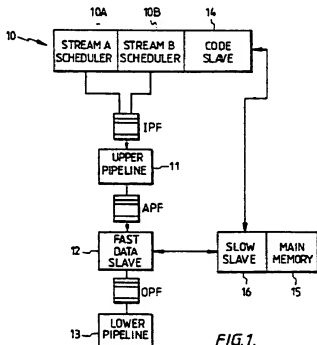 10A 10B 14
10
STREAM A SCHEDULER
STREAM B SCHEDULER
CODE SLAVE
IPF
UPPER PIPELINE
11
APF
12
FAST DATA SLAVE
SLOW SLAVE
MAIN MEMORY
OPF
16 15
13
LOWER PIPELINE
FIG.1.